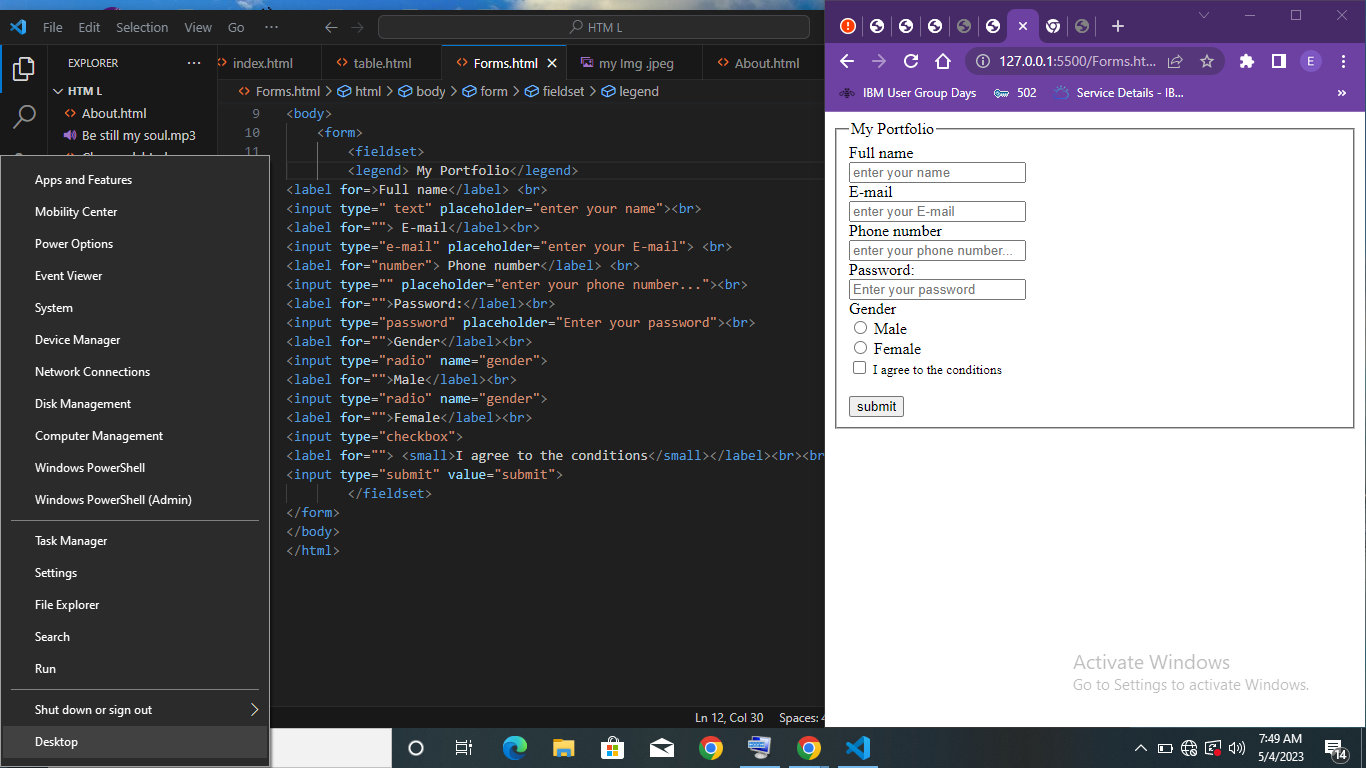 File Edit Selection View Go ··· HTM L
EXPLORER ···
HTM L
About.html
Be still my soul.mp3
index.html table.html Forms.html my Img .jpeg About.html
Forms.html > html > body > form > fieldset > legend
9 <body>
10 <form>
11 <fieldset>
<legend> My Portfolio</legend>
<label for=>Full name</label> <br>
<input type=" text" placeholder="enter your name"><br>
<label for=""> E-mail</label><br>
<input type="e-mail" placeholder="enter your E-mail"> <br>
<label for="number"> Phone number</label> <br>
<input type="" placeholder="enter your phone number..."><br>
<label for="">Password:</label><br>
<input type="password" placeholder="Enter your password"><br>
<label for="">Gender</label><br>
<input type="radio" name="gender">
<label for="">Male</label><br>
<input type="radio" name="gender">
<label for="">Female</label><br>
<input type="checkbox">
<label for=""> <small>I agree to the conditions</small></label><br><br
<input type="submit" value="submit">
</fieldset>
</form>
</body>
</html>
Ln 12, Col 30 Spaces: 4
Apps and Features
Mobility Center
Power Options
Event Viewer
System
Device Manager
Network Connections
Disk Management
Computer Management
Windows PowerShell
Windows PowerShell (Admin)
Task Manager
Settings
File Explorer
Search
Run
Shut down or sign out
Desktop
127.0.0.1:5500/Forms.ht...
E
IBM User Group Days 502 Service Details - IB... »
My Portfolio
Full name
enter your name
E-mail
enter your E-mail
Phone number
enter your phone number...
Password:
Enter your password
Gender
Male
Female
I agree to the conditions
submit
Activate Windows
Go to Settings to activate Windows.
7:49 AM
5/4/2023
14